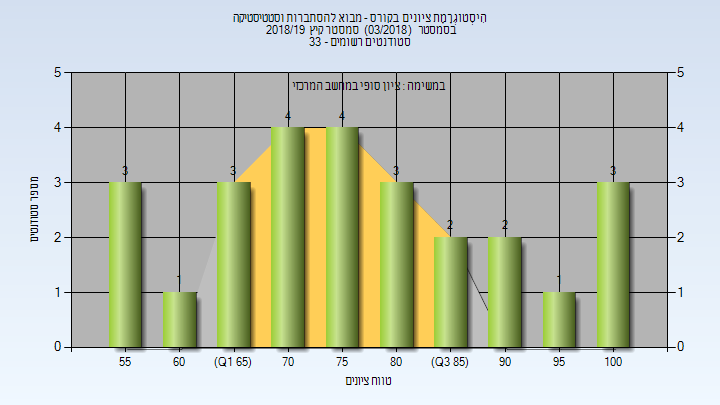 היסטוגרמת ציונים בקורס - מבוא להסתברות וסטטיסטיקה
בסמסטר (03/2018) סמסטר קיץ 2018/19
סטודנטים רשומים - 33
במשימה : ציון סופי במחשב המרכזי
5 5
4 4
3 3
2 2
1 1
0 0
3 1 3 4 4 3 2 2 1 3
מספר סטודנטים
55 60 (Q1 65) 70 75 80 (Q3 85) 90 95 100
טווח ציונים